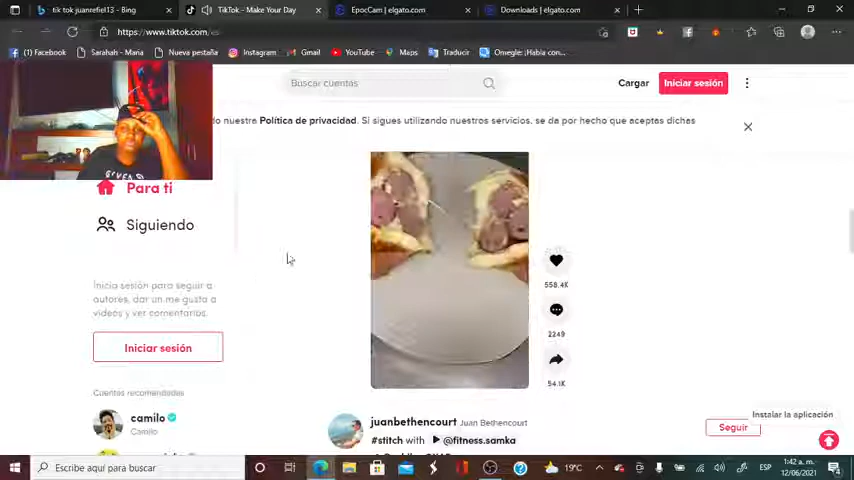 tik tok juanrefiel13 - Bing
TikTok - Make Your Day
EpocCam | elgato.com
Downloads | elgato.com
https://www.tiktok.com/es
(1) Facebook
Sarahah - Maria
Nueva pestaña
Instagram
Gmail
YouTube
Maps
Traducir
Omegle: ¡Habla con...
Buscar cuentas
Cargar
Iniciar sesión
do nuestra Política de privacidad. Si sigues utilizando nuestros servicios, se da por hecho que aceptas dichas
GIVEN
Para ti
Siguiendo
Inicia sesión para seguir a
autores, dar un me gusta a
videos y ver comentarios.
Iniciar sesión
558.4K
2249
54.1K
Cuentas recomendadas
camilo
Camilo
juanbethencourt Juan Bethencourt
#stitch with @fitness.samka
Seguir
Instalar la aplicación
Escribe aquí para buscar
19°C
ESP
1:42 a. m.
12/06/2021
4